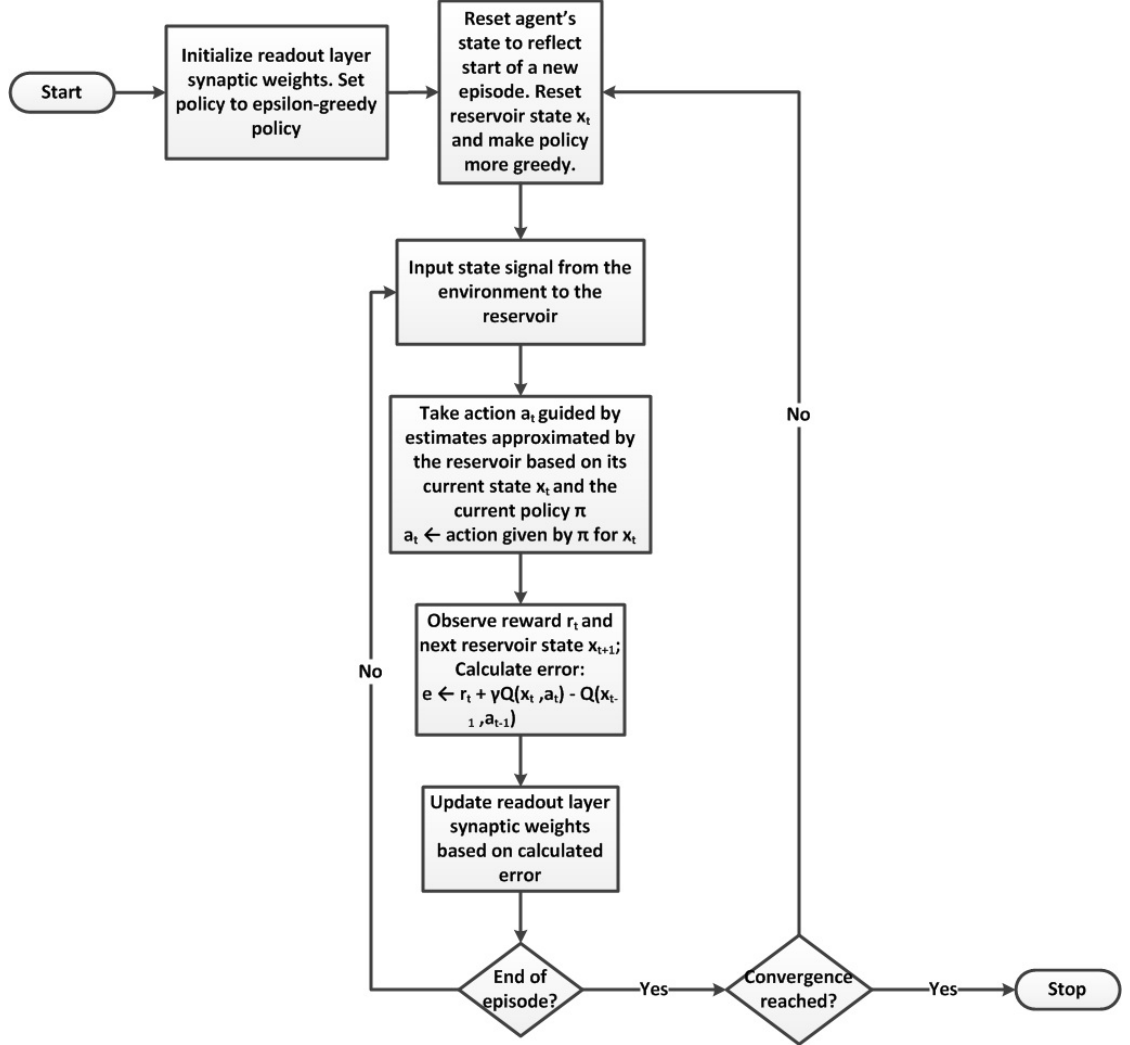 Start
Initialize readout layer
synaptic weights. Set
policy to epsilon-greedy
policy
Reset agent's
state to reflect
start of a new
episode. Reset
reservoir state xₜ
and make policy
more greedy.
Input state signal from the
environment to the
reservoir
Take action aₜ guided by
estimates approximated by
the reservoir based on its
current state xₜ and the
current policy π
aₜ ← action given by π for xₜ
No
Observe reward rₜ and
next reservoir state xₜ₊₁;
Calculate error:
e ← rₜ + γQ(xₜ ,aₜ) - Q(xₜ₋
₁ ,aₜ₋₁)
No
Update readout layer
synaptic weights
based on calculated
error
End of
episode?
Yes
Convergence
reached?
Yes
Stop